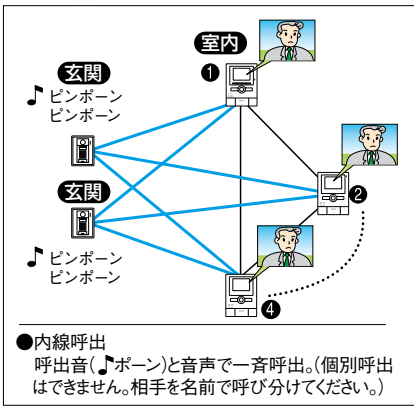 室内
❶
玄関
♪ピンポーン
ピンポーン
❷
玄関
♪ピンポーン
ピンポーン
❹
●内線呼出
呼出音(♪ポーン)と音声で一斉呼出。(個別呼出
はできません。相手を名前で呼び分けてください。)